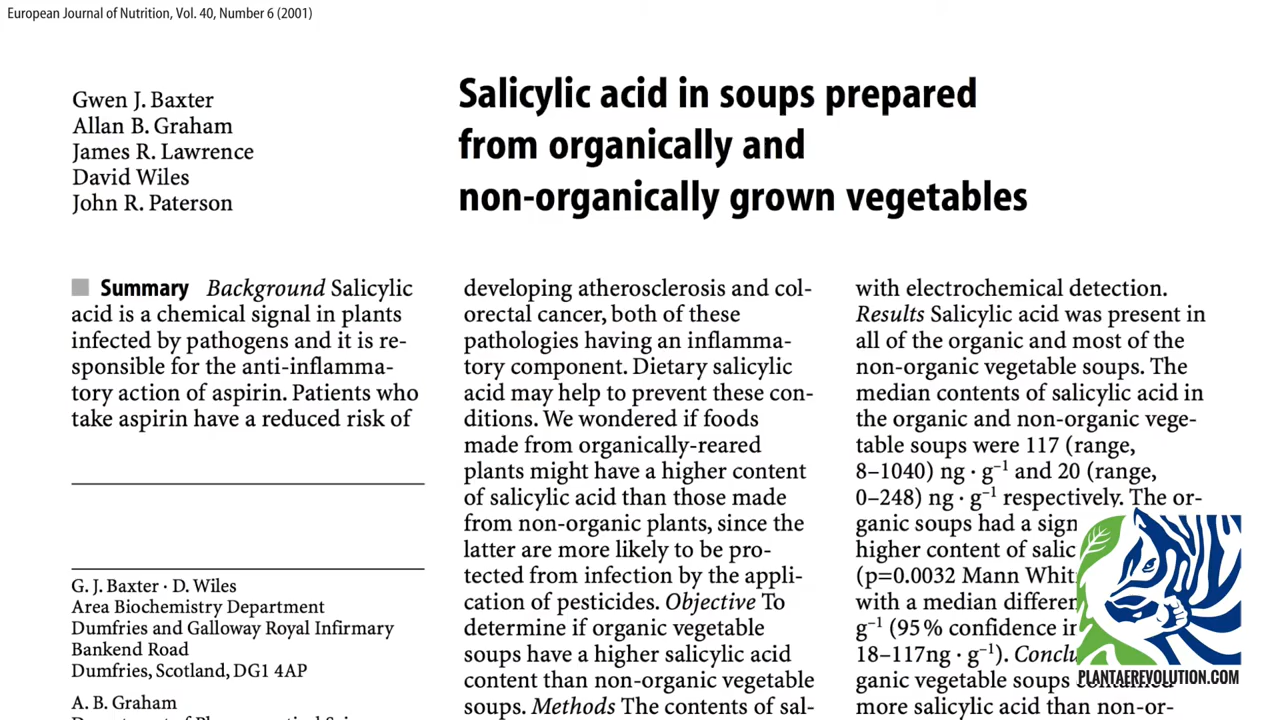 European Journal of Nutrition, Vol. 40, Number 6 (2001)
Gwen J. Baxter
Allan B. Graham
James R. Lawrence
David Wiles
John R. Paterson
Salicylic acid in soups prepared
from organically and
non-organically grown vegetables
Summary Background Salicylic
acid is a chemical signal in plants
infected by pathogens and it is re-
sponsible for the anti-inflamma-
tory action of aspirin. Patients who
take aspirin have a reduced risk of
G. J. Baxter · D. Wiles
Area Biochemistry Department
Dumfries and Galloway Royal Infirmary
Bankend Road
Dumfries, Scotland, DG1 4AP
A. B. Graham
developing atherosclerosis and col-
orectal cancer, both of these
pathologies having an inflamma-
tory component. Dietary salicylic
acid may help to prevent these con-
ditions. We wondered if foods
made from organically-reared
plants might have a higher content
of salicylic acid than those made
from non-organic plants, since the
latter are more likely to be pro-
tected from infection by the appli-
cation of pesticides. Objective To
determine if organic vegetable
soups have a higher salicylic acid
content than non-organic vegetable
soups. Methods The contents of sal-
with electrochemical detection.
Results Salicylic acid was present in
all of the organic and most of the
non-organic vegetable soups. The
median contents of salicylic acid in
the organic and non-organic vege-
table soups were 117 (range,
8–1040) ng · g⁻¹ and 20 (range,
0–248) ng · g⁻¹ respectively. The or-
ganic soups had a
higher content of
(p=0.0032 Mann
with a median
g⁻¹ (95 % confidence
18–117ng · g⁻¹).
ganic vegetable soups
more salicylic acid than non-or-
PLANTAEREVOLUTION.COM